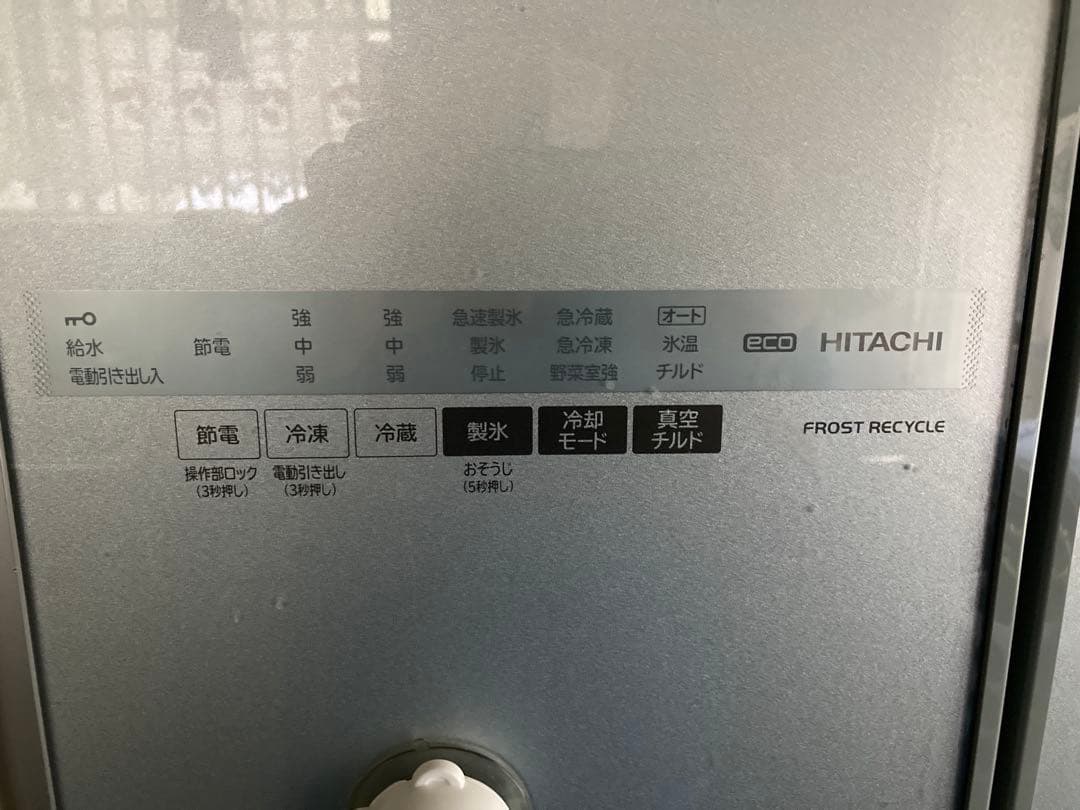 強 強 急速製氷 急冷蔵 オート
給水 節電 中 中 製氷 急冷凍 氷温 eco HITACHI
電動引き出し入 弱 弱 停止 野菜室強 チルド
節電 冷凍 冷蔵 製氷 冷却モード 真空チルド FROST RECYCLE
操作部ロック 電動引き出し おそうじ
(3秒押し) (3秒押し) (5秒押し)